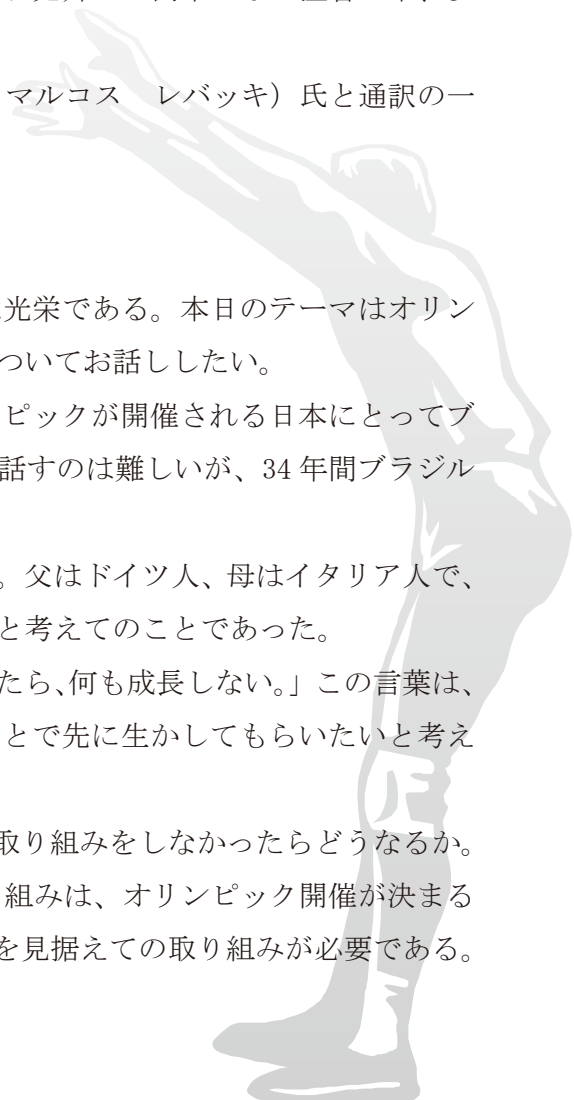 マルコス　レバッキ）氏と通訳の一
光栄である。本日のテーマはオリン
ついてお話ししたい。
ピックが開催される日本にとってブ
話すのは難しいが、34 年間ブラジル
。父はドイツ人、母はイタリア人で、
と考えてのことであった。
たら、何も成長しない。」この言葉は、
とで先に生かしてもらいたいと考え
取り組みをしなかったらどうなるか。
組みは、オリンピック開催が決まる
を見据えての取り組みが必要である。